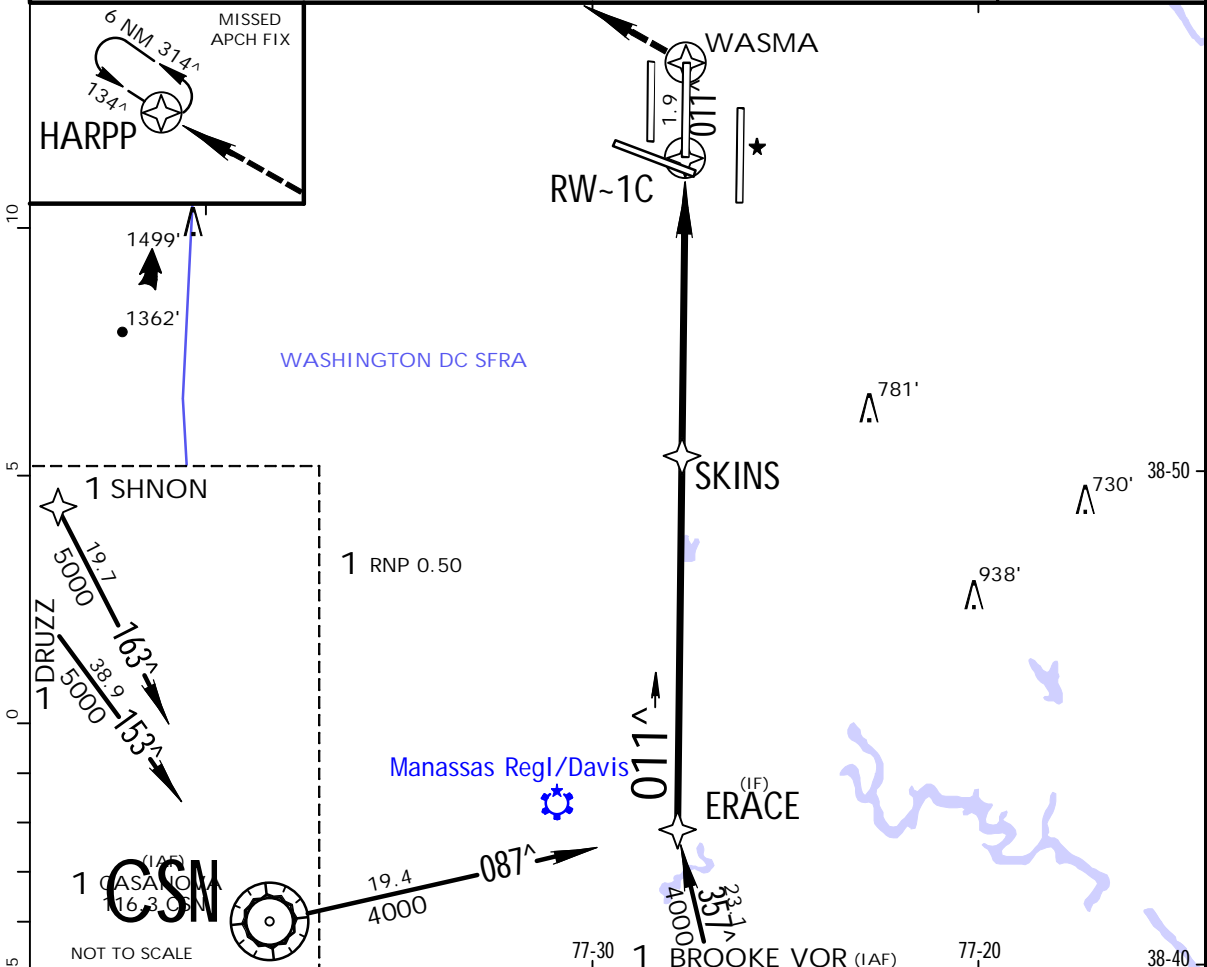 MISSED
APCH FIX
6 NM 314^
134^
HARPP
WASMA
1.9
011^
RW~1C
10
1499'
1362'
WASHINGTON DC SFRA
781'
5
SKINS
38-50
1 SHNON
730'
19.7
5000
163^
1 RNP 0.50
938'
1 DRUZZ
38.9
5000
153^
0
011^
Manassas Regl/Davis
(IF)
ERACE
(IAF)
CSN
1 CASANOVA
116.3 CSN
19.4
4000
087^
23.1
4000
357^
NOT TO SCALE
5
77-30
1 BROOKE VOR (IAF)
77-20
38-40